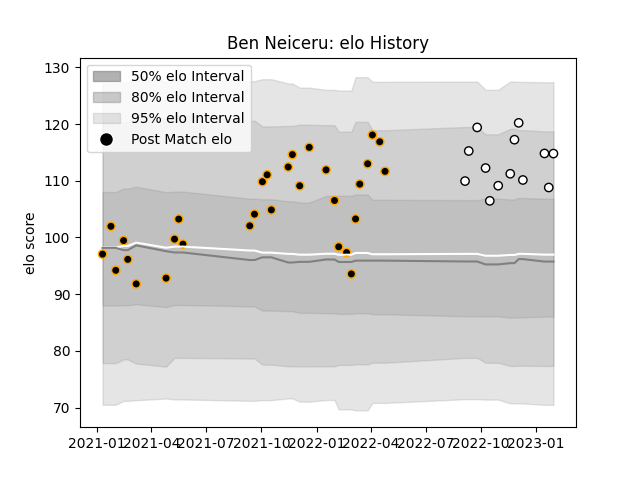 Ben Neiceru: elo History
130
120
110
100
90
80
70
elo score
50% elo Interval
80% elo Interval
95% elo Interval
Post Match elo
2021-01 2021-04 2021-07 2021-10 2022-01 2022-04 2022-07 2022-10 2023-01